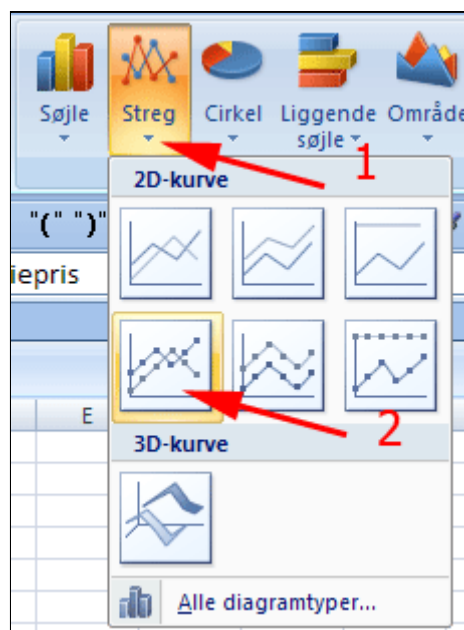 Søjle Streg Cirkel Liggende Område
søjle
1
2D-kurve
"(" ")"
iepris
E
2
3D-kurve
Alle diagramtyper...